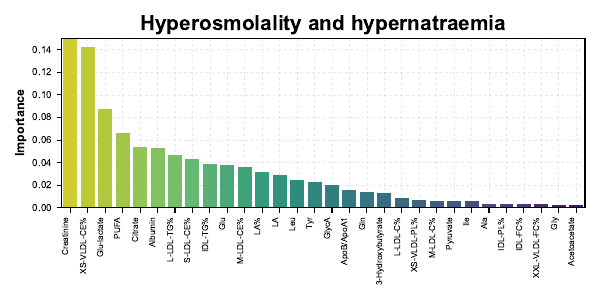 Hyperosmolality and hypernatraemia
Importance
0.14
0.12
0.10
0.08
0.06
0.04
0.02
0.00
Creatinine
XS-VLDL-CE%
Glu-lactate
PUFA
Citrate
Albumin
L-LDL-TG%
S-LDL-CE%
IDL-TG%
Glu
M-LDL-CE%
LA%
LA
Leu
Tyr
GlycA
ApoB/ApoA1
Gln
3-Hydroxybutyrate
L-LDL-C%
XS-VLDL-PL%
M-LDL-C%
Pyruvate
Ile
Ala
IDL-PL%
IDL-FC%
XXL-VLDL-FC%
Gly
Acetoacetate